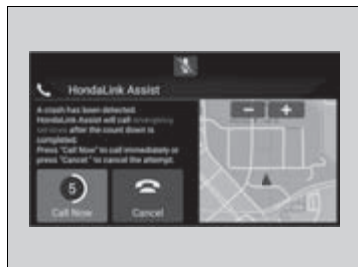 HondaLink Assist
A crash has been detected.
HondaLink Assist will call emergency
services after the count down is
completed.
Press "Call Now" to call immediately or
press "Cancel" to cancel the attempt.
− +
5
Call Now Cancel